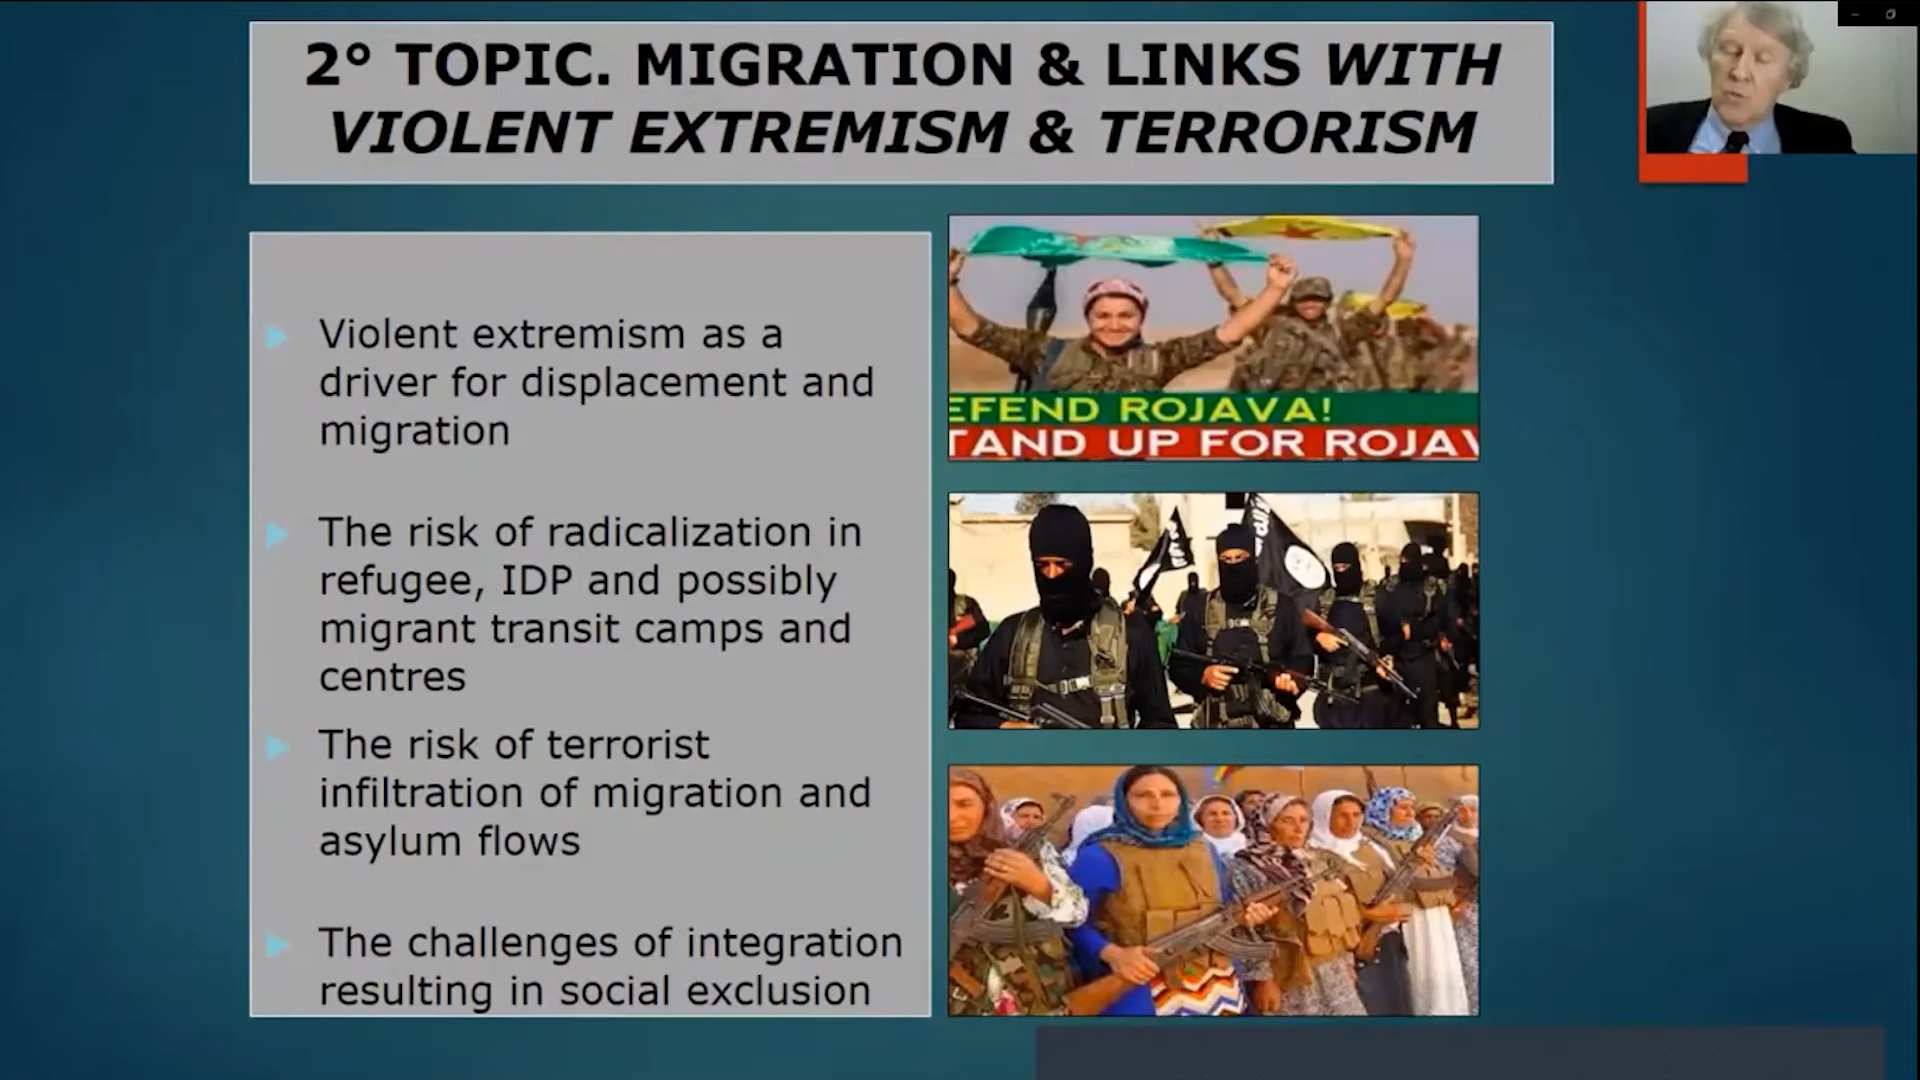 2° TOPIC. MIGRATION & LINKS WITH
VIOLENT EXTREMISM & TERRORISM
Violent extremism as a
driver for displacement and
migration
The risk of radicalization in
refugee, IDP and possibly
migrant transit camps and
centres
The risk of terrorist
infiltration of migration and
asylum flows
The challenges of integration
resulting in social exclusion
EFEND ROJAVA!
TAND UP FOR ROJAV